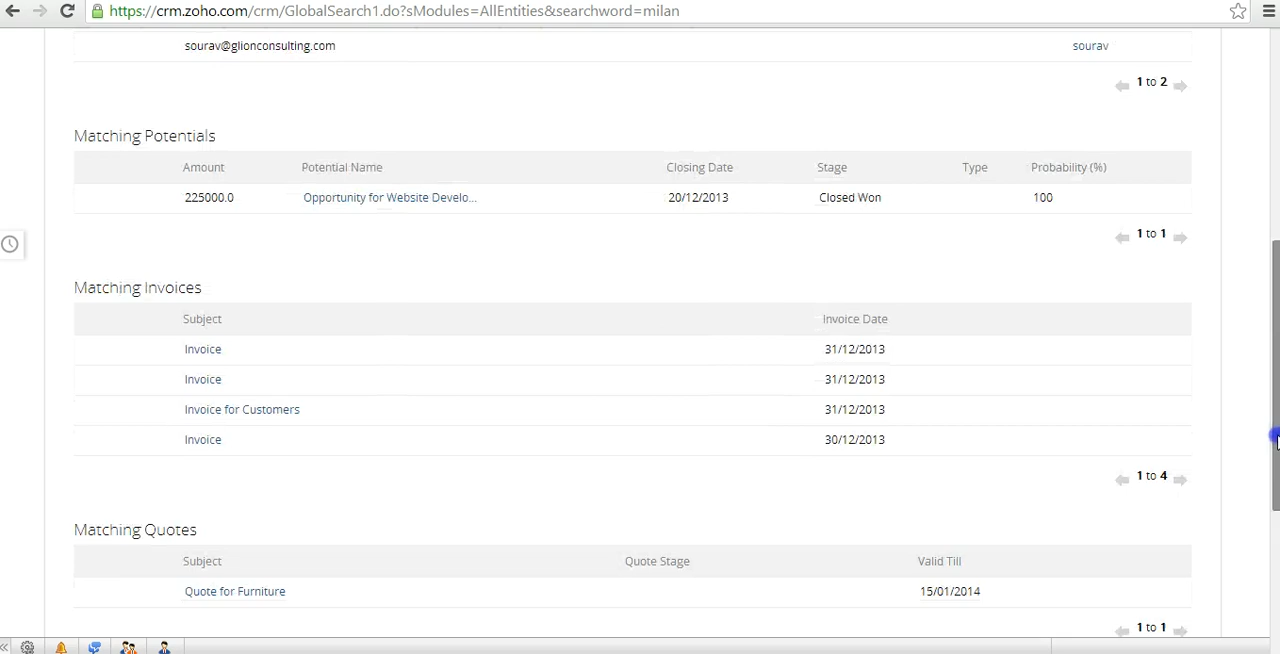 https://crm.zoho.com/crm/GlobalSearch1.do?sModules=AllEntities&searchword=milan
sourav@glionconsulting.com sourav
1 to 2
Matching Potentials
Amount Potential Name Closing Date Stage Type Probability (%)
225000.0 Opportunity for Website Develo... 20/12/2013 Closed Won 100
1 to 1
Matching Invoices
Subject Invoice Date
Invoice 31/12/2013
Invoice 31/12/2013
Invoice for Customers 31/12/2013
Invoice 30/12/2013
1 to 4
Matching Quotes
Subject Quote Stage Valid Till
Quote for Furniture 15/01/2014
1 to 1